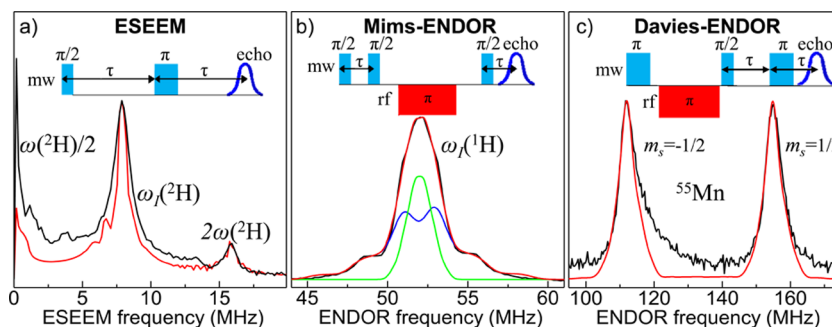 a) ESEEM
π/2 π echo
τ τ
mw
ω(²H)/2
ω_I(²H)
2ω(²H)
0 5 10 15
ESEEM frequency (MHz)
b) Mims-ENDOR
π/2 π/2 π/2 echo
τ τ
mw
rf π
ω_I(¹H)
45 50 55 60
ENDOR frequency (MHz)
c) Davies-ENDOR
π π/2 π echo
τ τ
mw
rf π
m_s=-1/2 m_s=1/
⁵⁵Mn
100 120 140 160
ENDOR frequency (MHz)